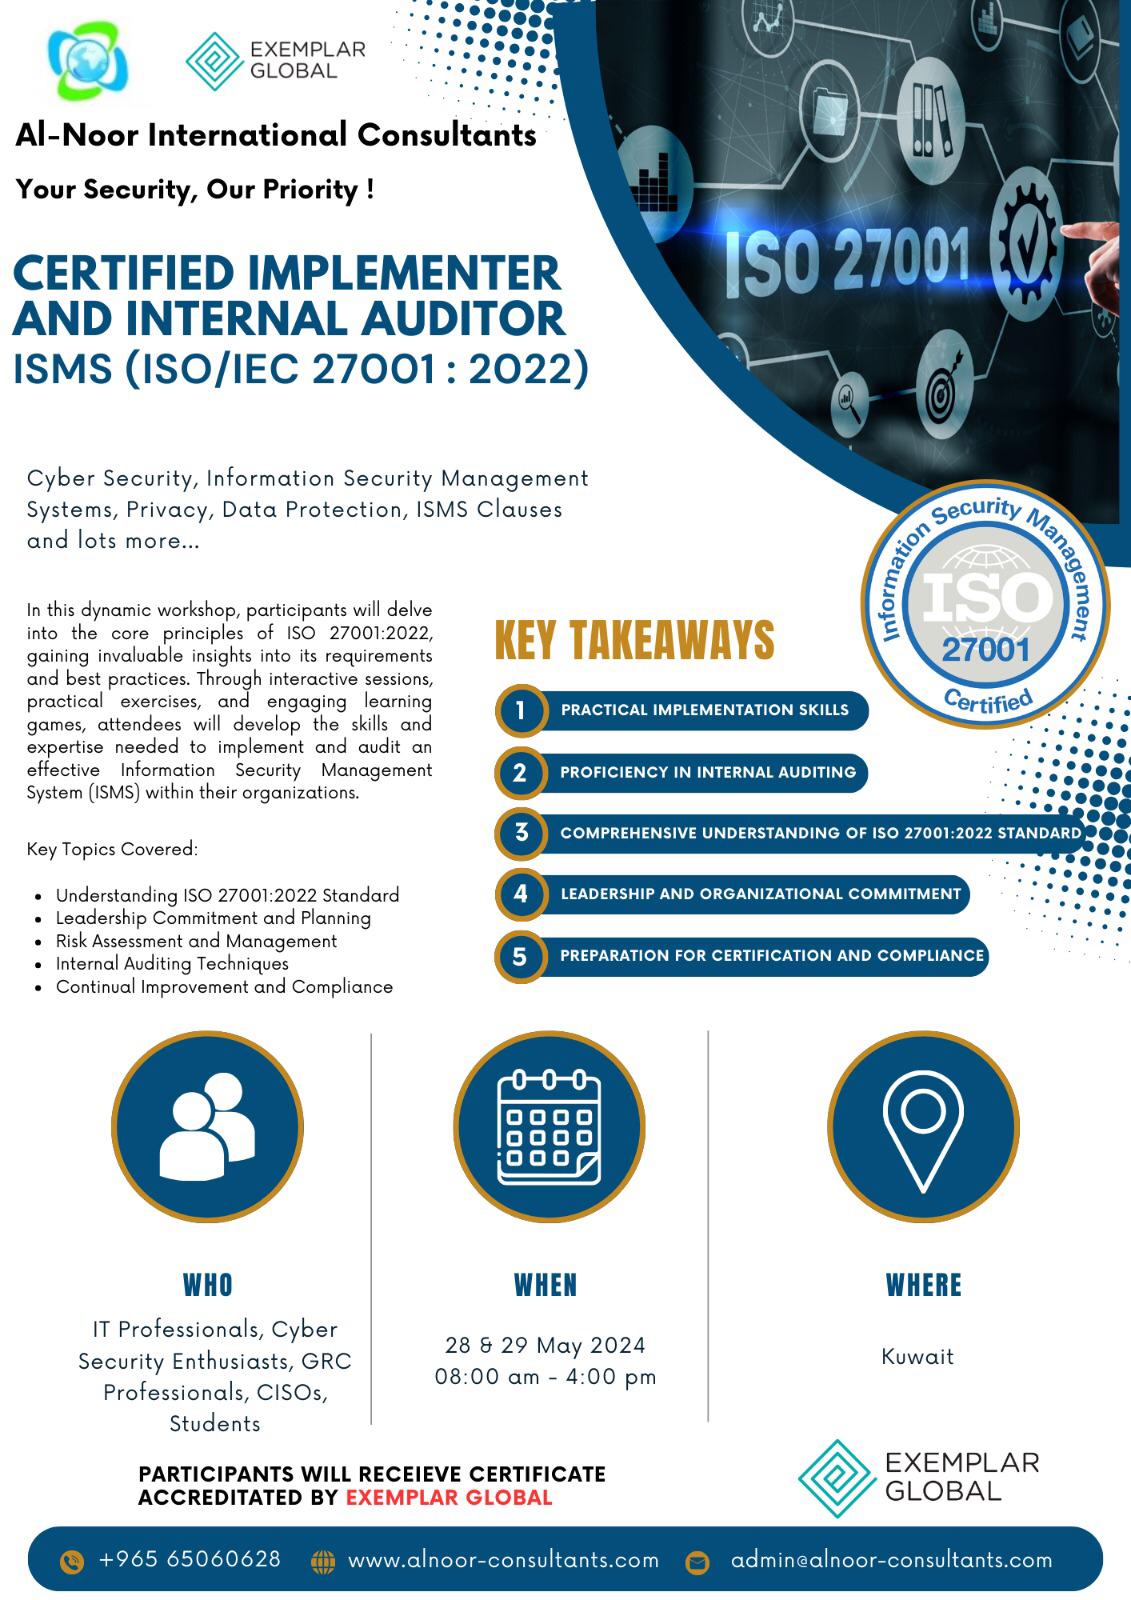 EXEMPLAR
GLOBAL
Al-Noor International Consultants
Your Security, Our Priority !
ISO 27001
CERTIFIED IMPLEMENTER
AND INTERNAL AUDITOR
ISMS (ISO/IEC 27001 : 2022)
Cyber Security, Information Security Management
Systems, Privacy, Data Protection, ISMS Clauses
and lots more...
Information Security Management
ISO
27001
Certified
In this dynamic workshop, participants will delve
into the core principles of ISO 27001:2022,
gaining invaluable insights into its requirements
and best practices. Through interactive sessions,
practical exercises, and engaging learning
games, attendees will develop the skills and
expertise needed to implement and audit an
effective Information Security Management
System (ISMS) within their organizations.
Key Topics Covered:
• Understanding ISO 27001:2022 Standard
• Leadership Commitment and Planning
• Risk Assessment and Management
• Internal Auditing Techniques
• Continual Improvement and Compliance
KEY TAKEAWAYS
1 PRACTICAL IMPLEMENTATION SKILLS
2 PROFICIENCY IN INTERNAL AUDITING
3 COMPREHENSIVE UNDERSTANDING OF ISO 27001:2022 STANDARD
4 LEADERSHIP AND ORGANIZATIONAL COMMITMENT
5 PREPARATION FOR CERTIFICATION AND COMPLIANCE
WHO
IT Professionals, Cyber
Security Enthusiasts, GRC
Professionals, CISOs,
Students
WHEN
28 & 29 May 2024
08:00 am - 4:00 pm
WHERE
Kuwait
PARTICIPANTS WILL RECEIEVE CERTIFICATE
ACCREDITATED BY EXEMPLAR GLOBAL
EXEMPLAR
GLOBAL
+965 65060628 www.alnoor-consultants.com admin@alnoor-consultants.com